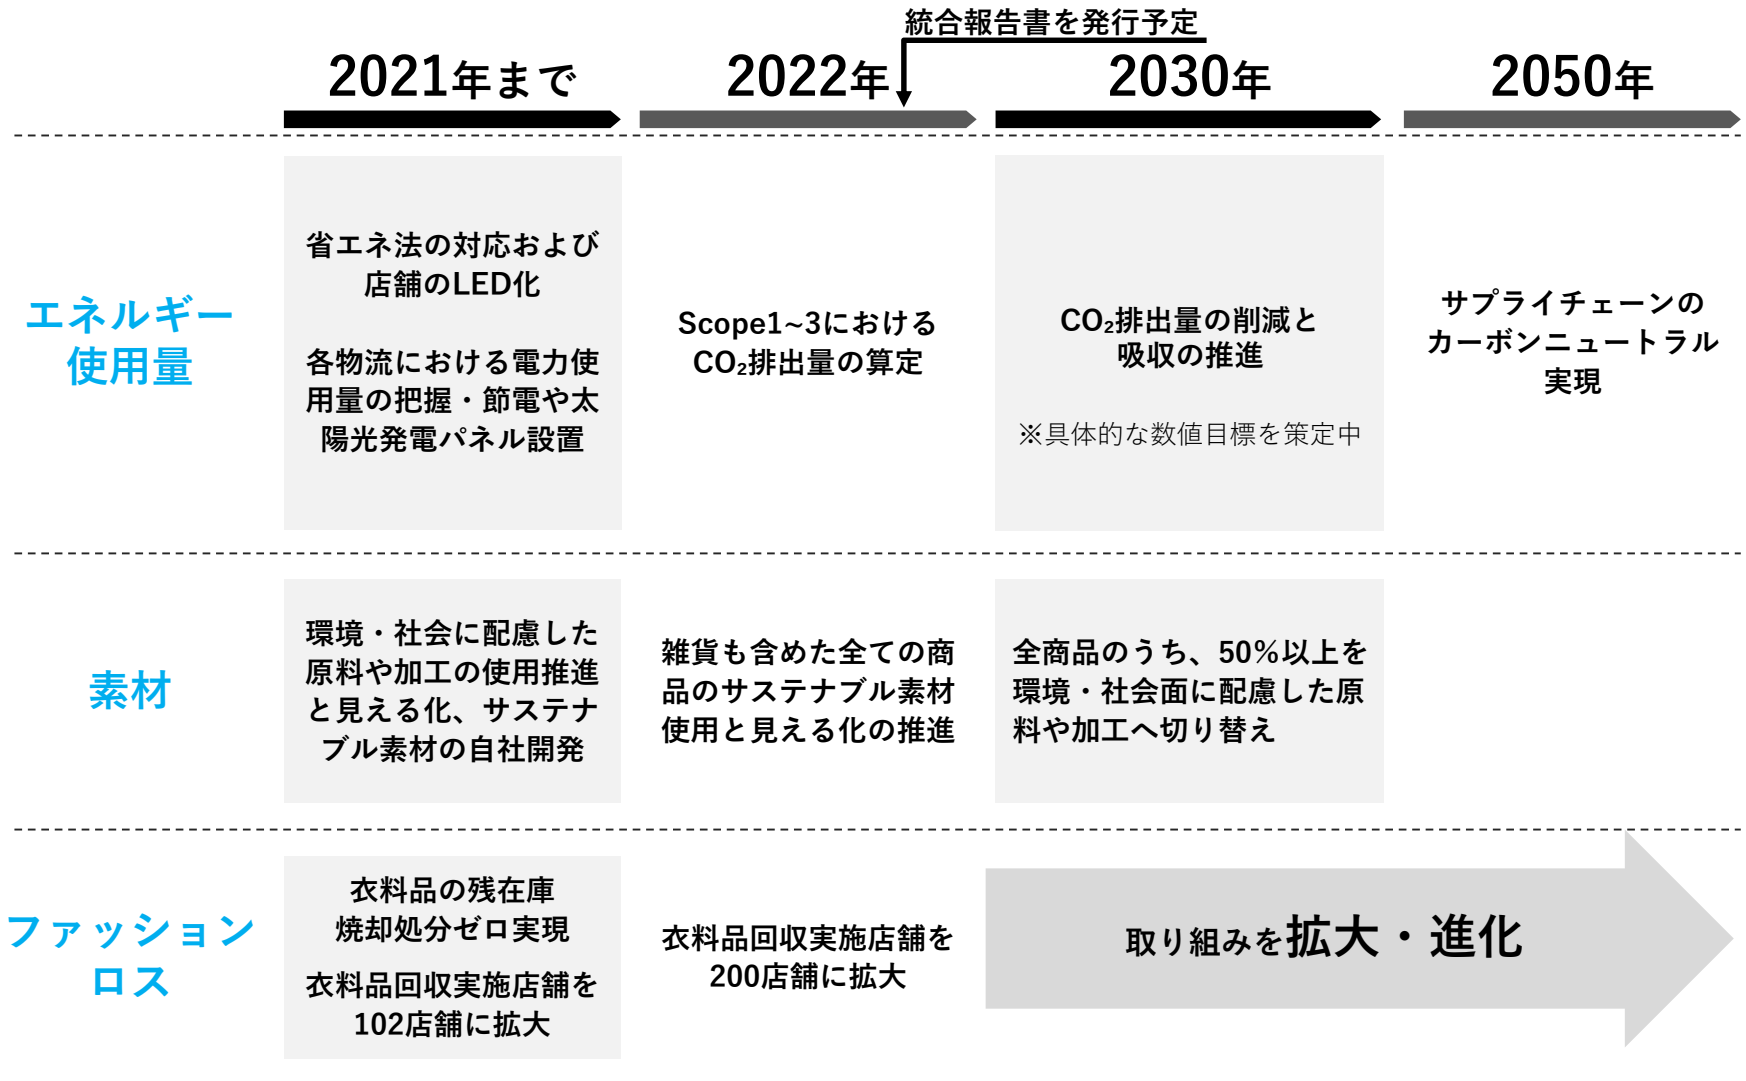 統合報告書を発行予定
2021年まで
2022年
2030年
2050年
エネルギー
使用量
省エネ法の対応および
店舗のLED化
各物流における電力使
用量の把握・節電や太
陽光発電パネル設置
Scope1~3における
CO₂排出量の算定
CO₂排出量の削減と
吸収の推進
※具体的な数値目標を策定中
サプライチェーンの
カーボンニュートラル
実現
素材
環境・社会に配慮した
原料や加工の使用推進
と見える化、サステナ
ブル素材の自社開発
雑貨も含めた全ての商
品のサステナブル素材
使用と見える化の推進
全商品のうち、50%以上を
環境・社会面に配慮した原
料や加工へ切り替え
ファッション
ロス
衣料品の残在庫
焼却処分ゼロ実現
衣料品回収実施店舗を
102店舗に拡大
衣料品回収実施店舗を
200店舗に拡大
取り組みを拡大・進化